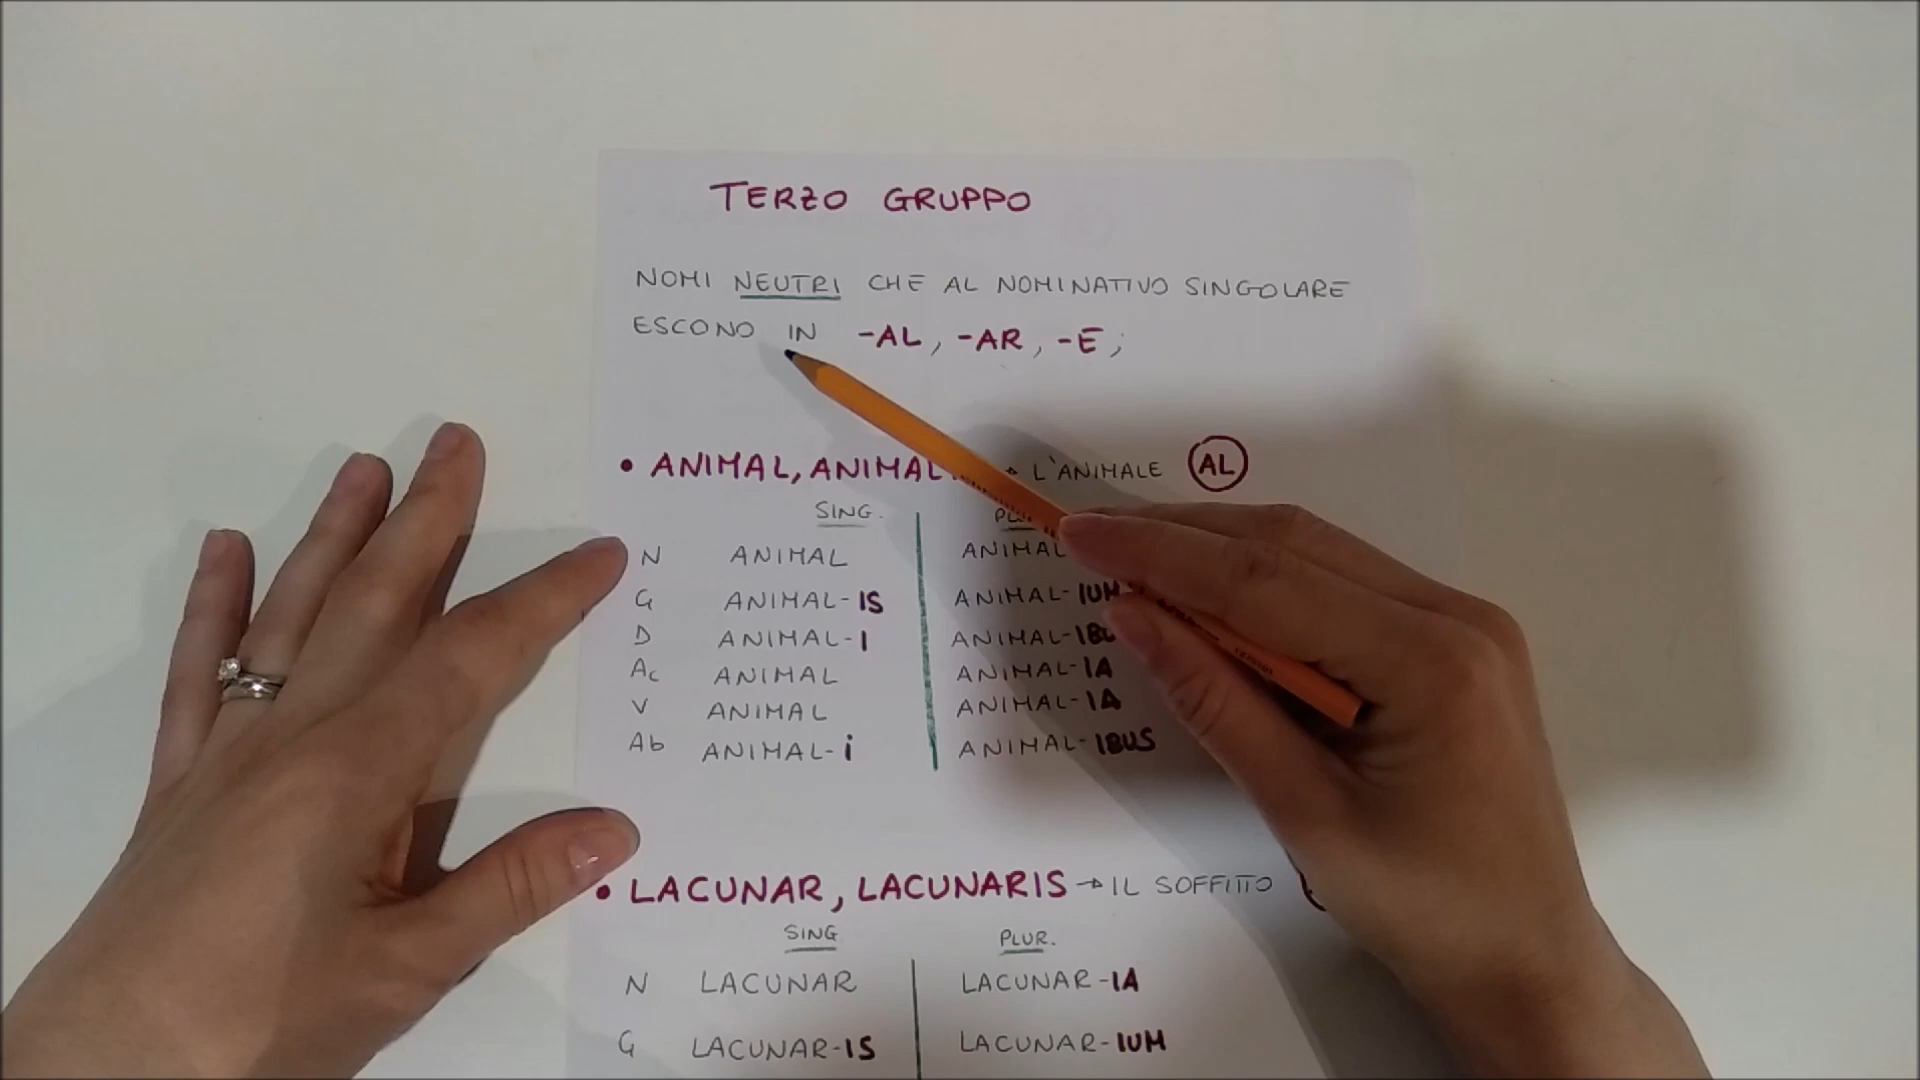 TERZO GRUPPO
NOMI NEUTRI CHE AL NOMINATIVO SINGOLARE
ESCONO IN -AL, -AR, -E;
• ANIMAL, → L'ANIMALE AL
SING.
N ANIMAL
G ANIMAL-IS ANIMAL-IUM
D ANIMAL-I
Ac ANIMAL ANIMAL-IA
V ANIMAL ANIMAL-IA
Ab ANIMAL-i ANIMAL-IBUS
• LACUNAR, LACUNARIS → IL SOFFITTO
SING PLUR.
N LACUNAR LACUNAR-IA
G LACUNAR-IS LACUNAR-IUM